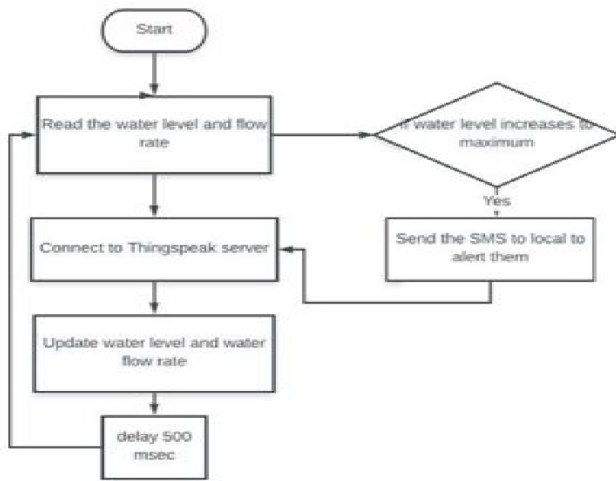 Start
Read the water level and flow
rate
If water level increases to
maximum
Yes
Connect to Thingspeak server
Send the SMS to local to
alert them
Update water level and water
flow rate
delay 500
msec